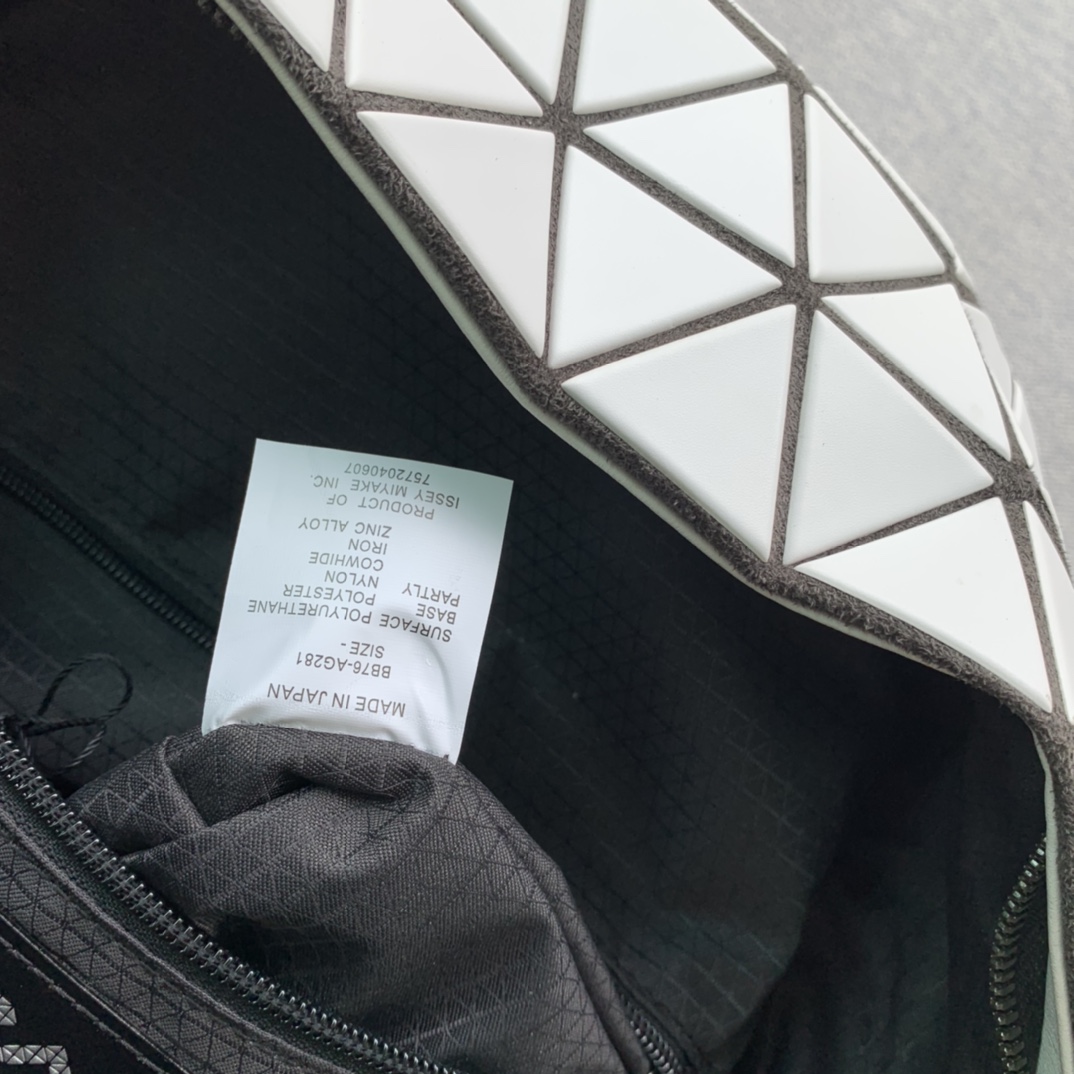 MADE IN JAPAN
BB76-AG281
SIZE -
SURFACE POLYURETHANE
BASE POLYESTER
PARTLY NYLON
COWHIDE
IRON
ZINC ALLOY
PRODUCT OF
ISSEY MIYAKE INC.
7572040607